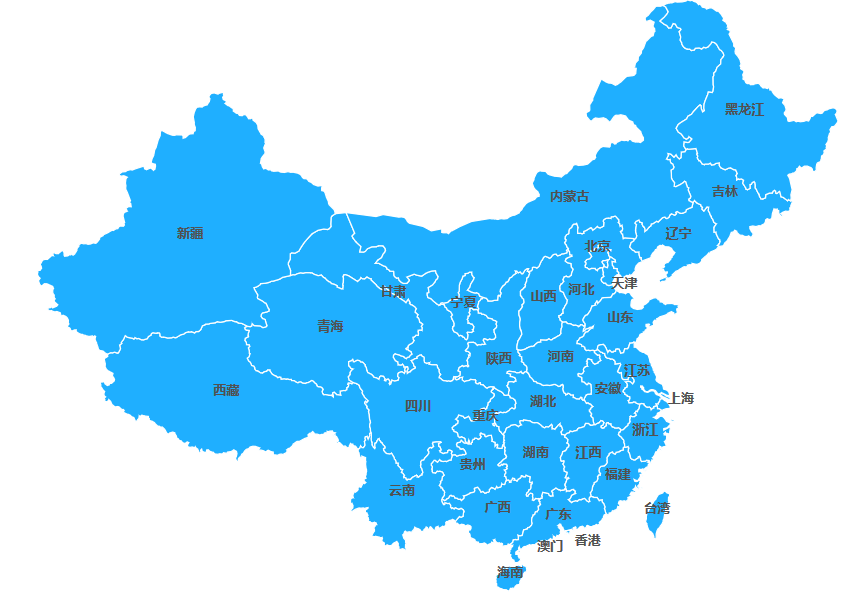 黑龙江
吉林
内蒙古
辽宁
新疆
北京
天津
河北
甘肃
山西
宁夏
山东
青海
河南
陕西
江苏
安徽
西藏
上海
湖北
四川
重庆
浙江
湖南
江西
贵州
福建
云南
广西
台湾
广东
香港
澳门
海南